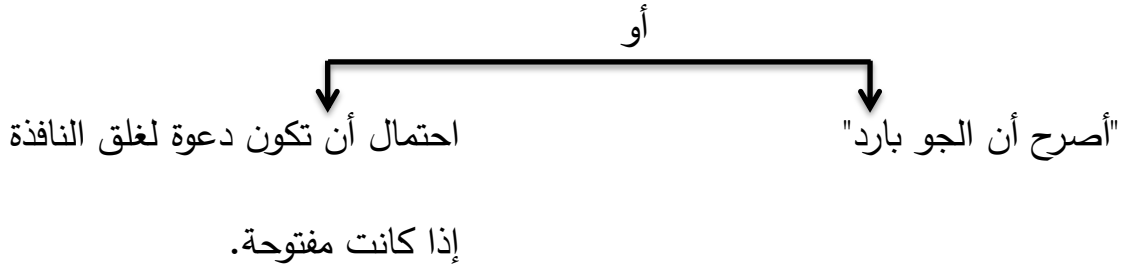 أو
"أصرح أن الجو بارد"
احتمال أن تكون دعوة لغلق النافذة
إذا كانت مفتوحة.